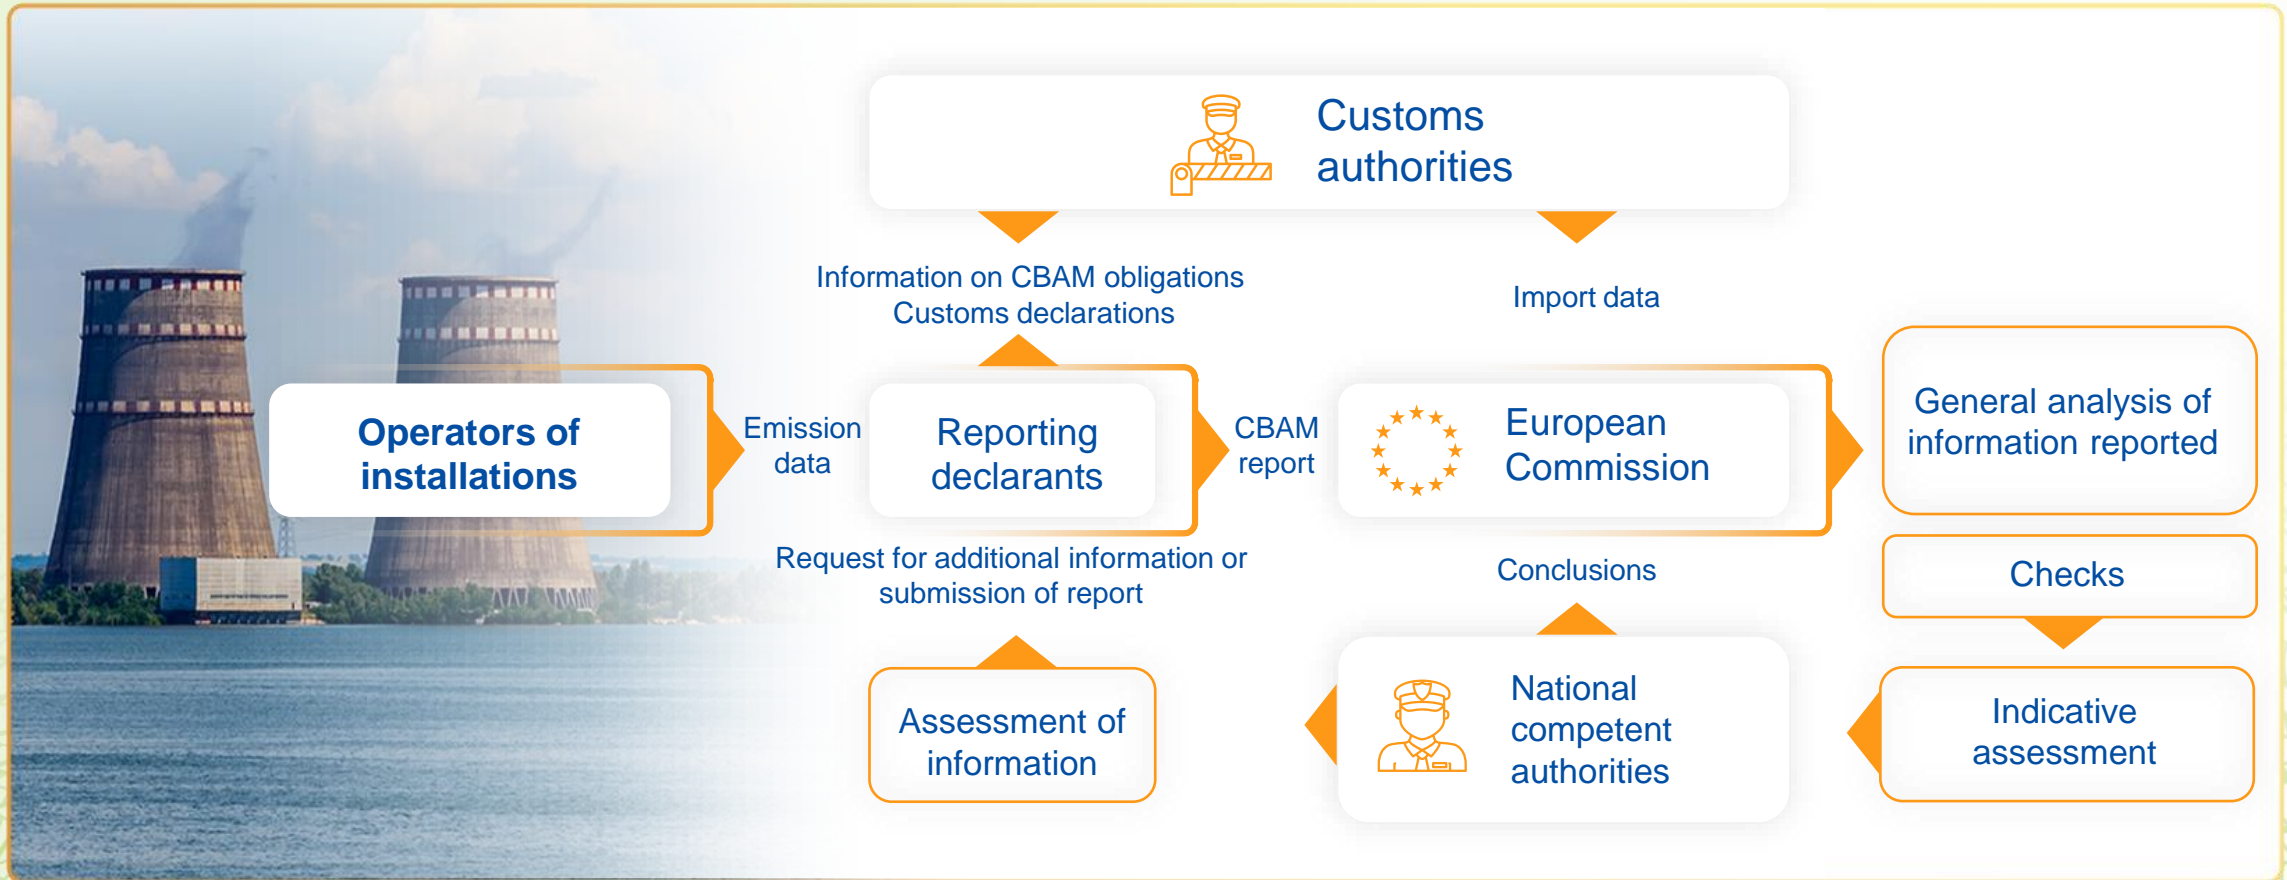 Customs
authorities
Information on CBAM obligations
Customs declarations
Import data
Operators of
installations
Emission
data
Reporting
declarants
CBAM
report
European
Commission
General analysis of
information reported
Request for additional information or
submission of report
Conclusions
Checks
Assessment of
information
National
competent
authorities
Indicative
assessment